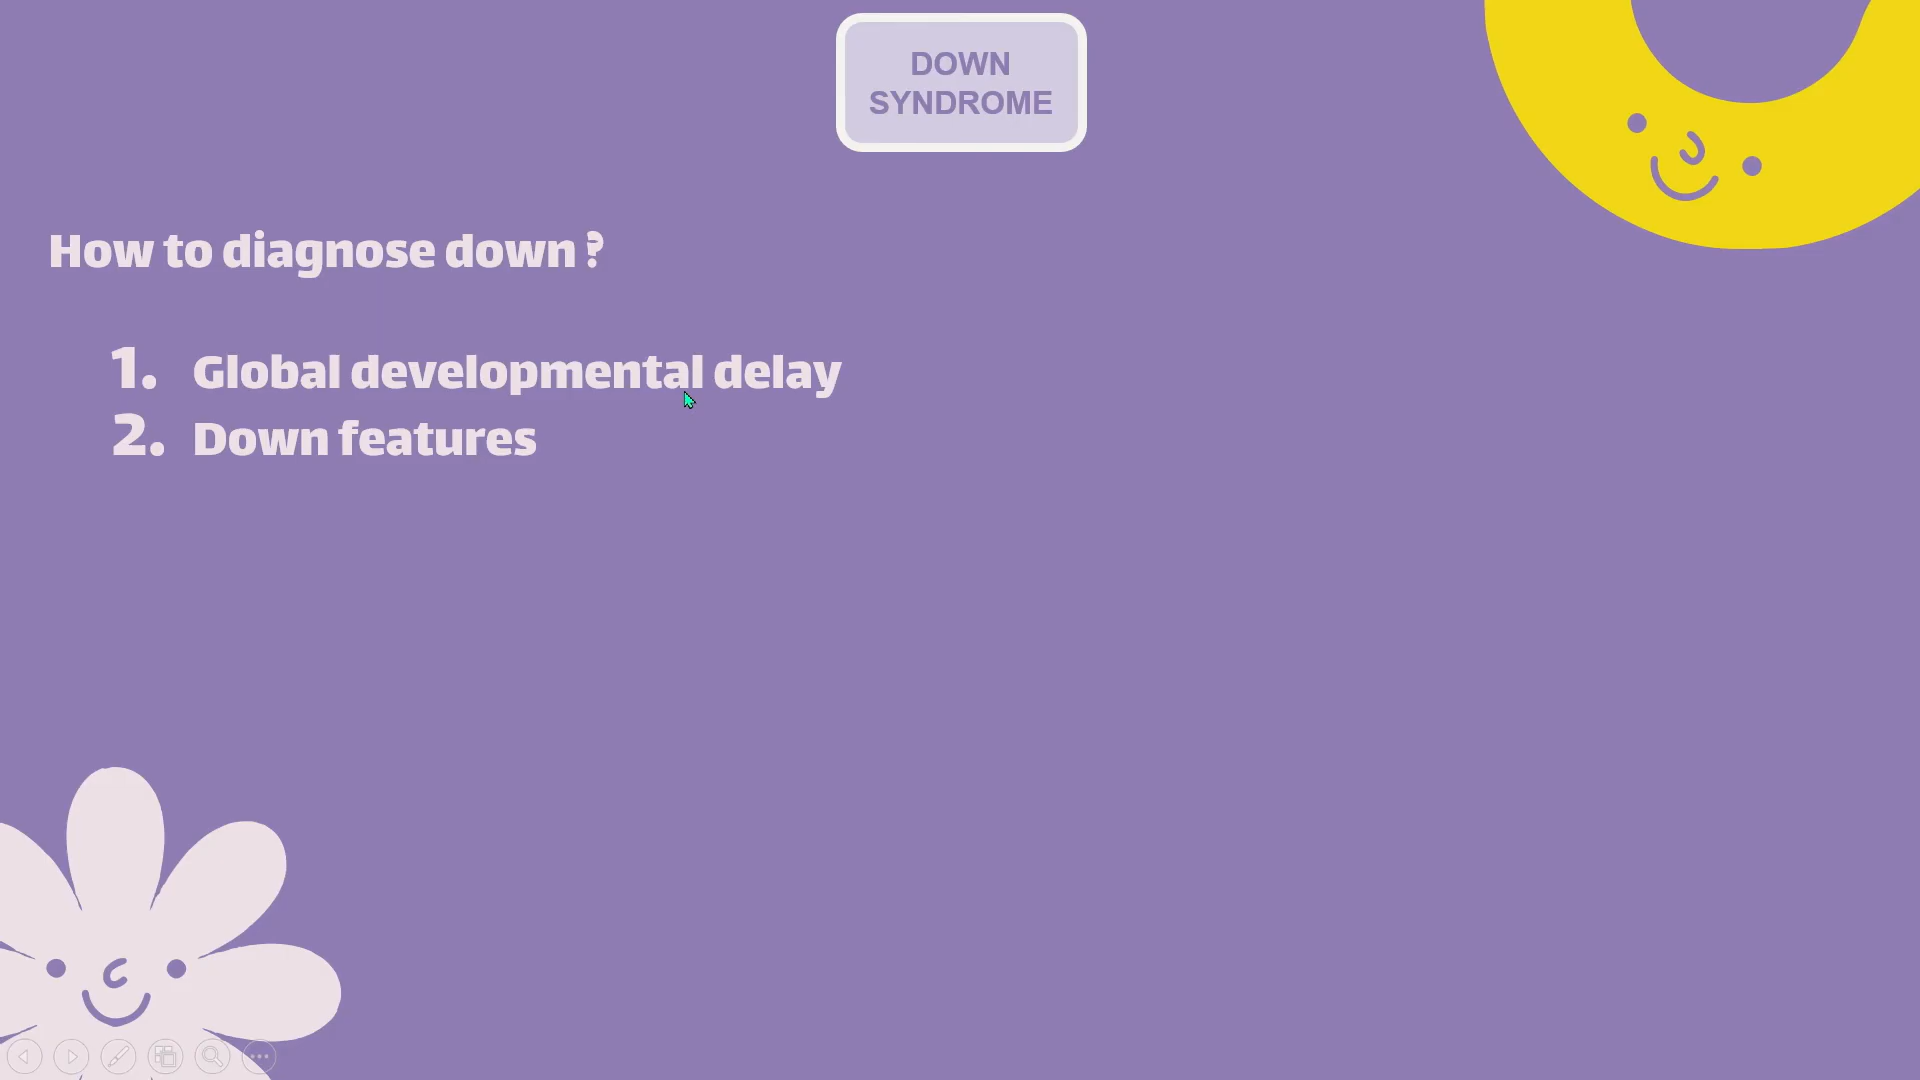 DOWN
SYNDROME
How to diagnose down ?
1. Global developmental delay
2. Down features